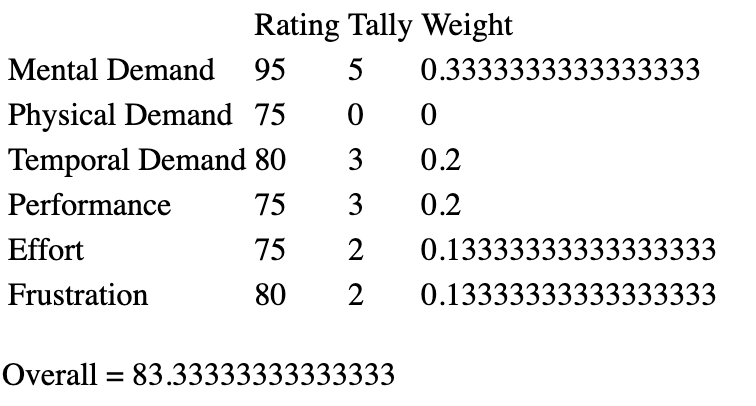 Rating Tally Weight
Mental Demand 95 5 0.3333333333333333
Physical Demand 75 0 0
Temporal Demand 80 3 0.2
Performance 75 3 0.2
Effort 75 2 0.13333333333333333
Frustration 80 2 0.13333333333333333
Overall = 83.33333333333333